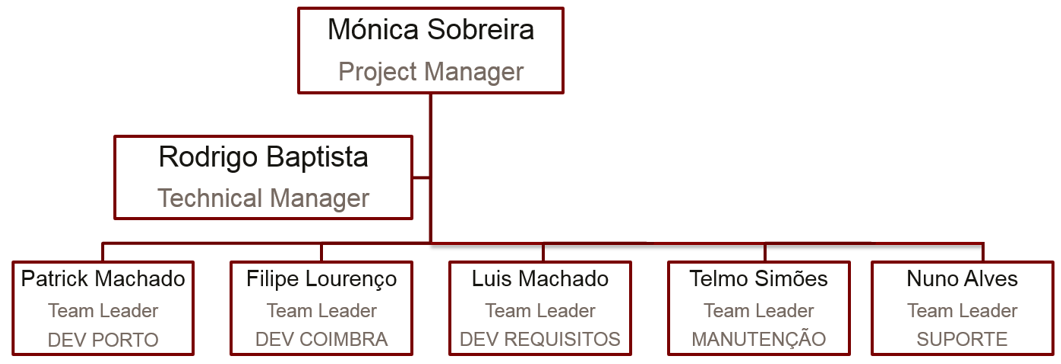 Mónica Sobreira
Project Manager
Rodrigo Baptista
Technical Manager
Patrick Machado
Team Leader
DEV PORTO
Filipe Lourenço
Team Leader
DEV COIMBRA
Luis Machado
Team Leader
DEV REQUISITOS
Telmo Simões
Team Leader
MANUTENÇÃO
Nuno Alves
Team Leader
SUPORTE